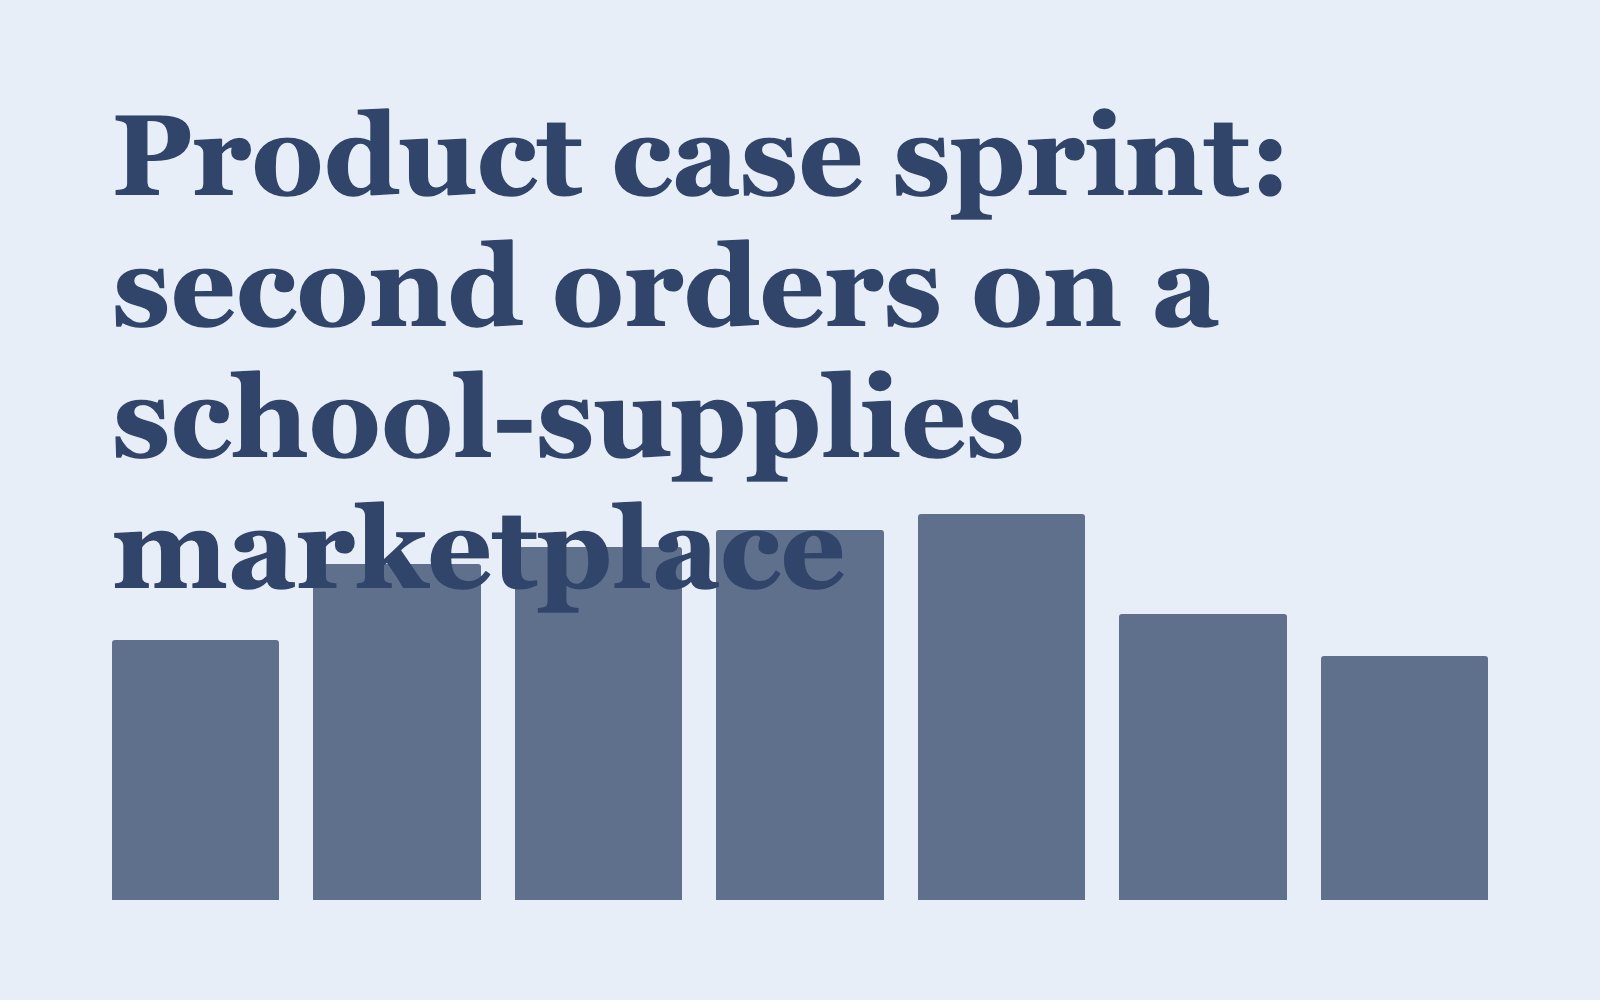 Product case sprint:
second orders on a
school-supplies
marketplace